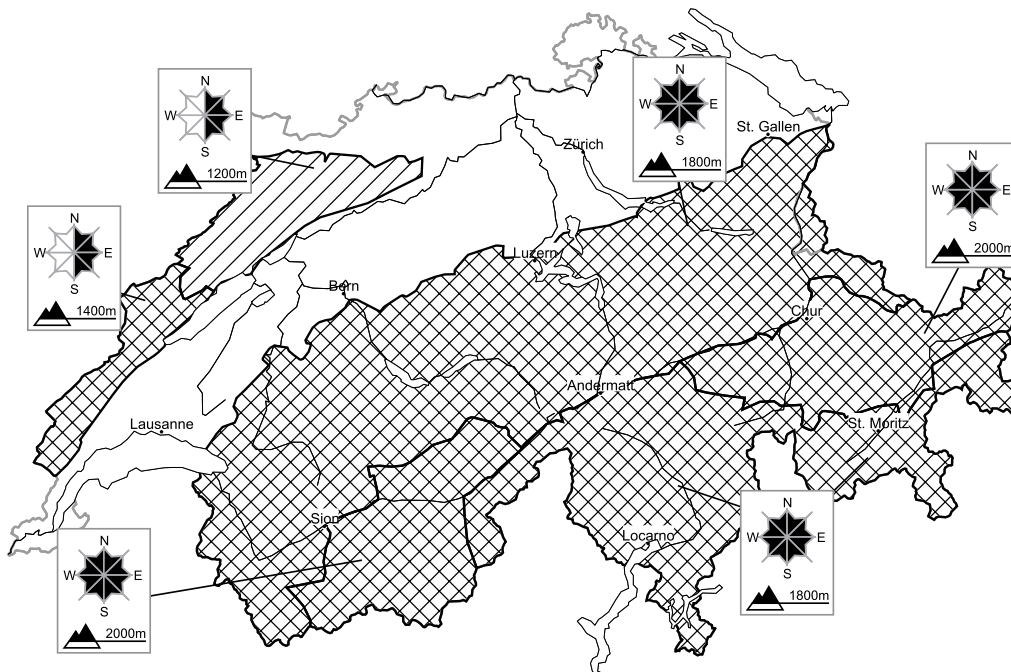 N
W E
S
1200m
N
W E
S
1800m
St. Gallen
Zürich
N
W E
S
2000m
N
W E
S
1400m
Luzern
Bern
Chur
Andermatt
Lausanne
St. Moritz
Sion
Locarno
N
W E
S
1800m
N
W E
S
2000m